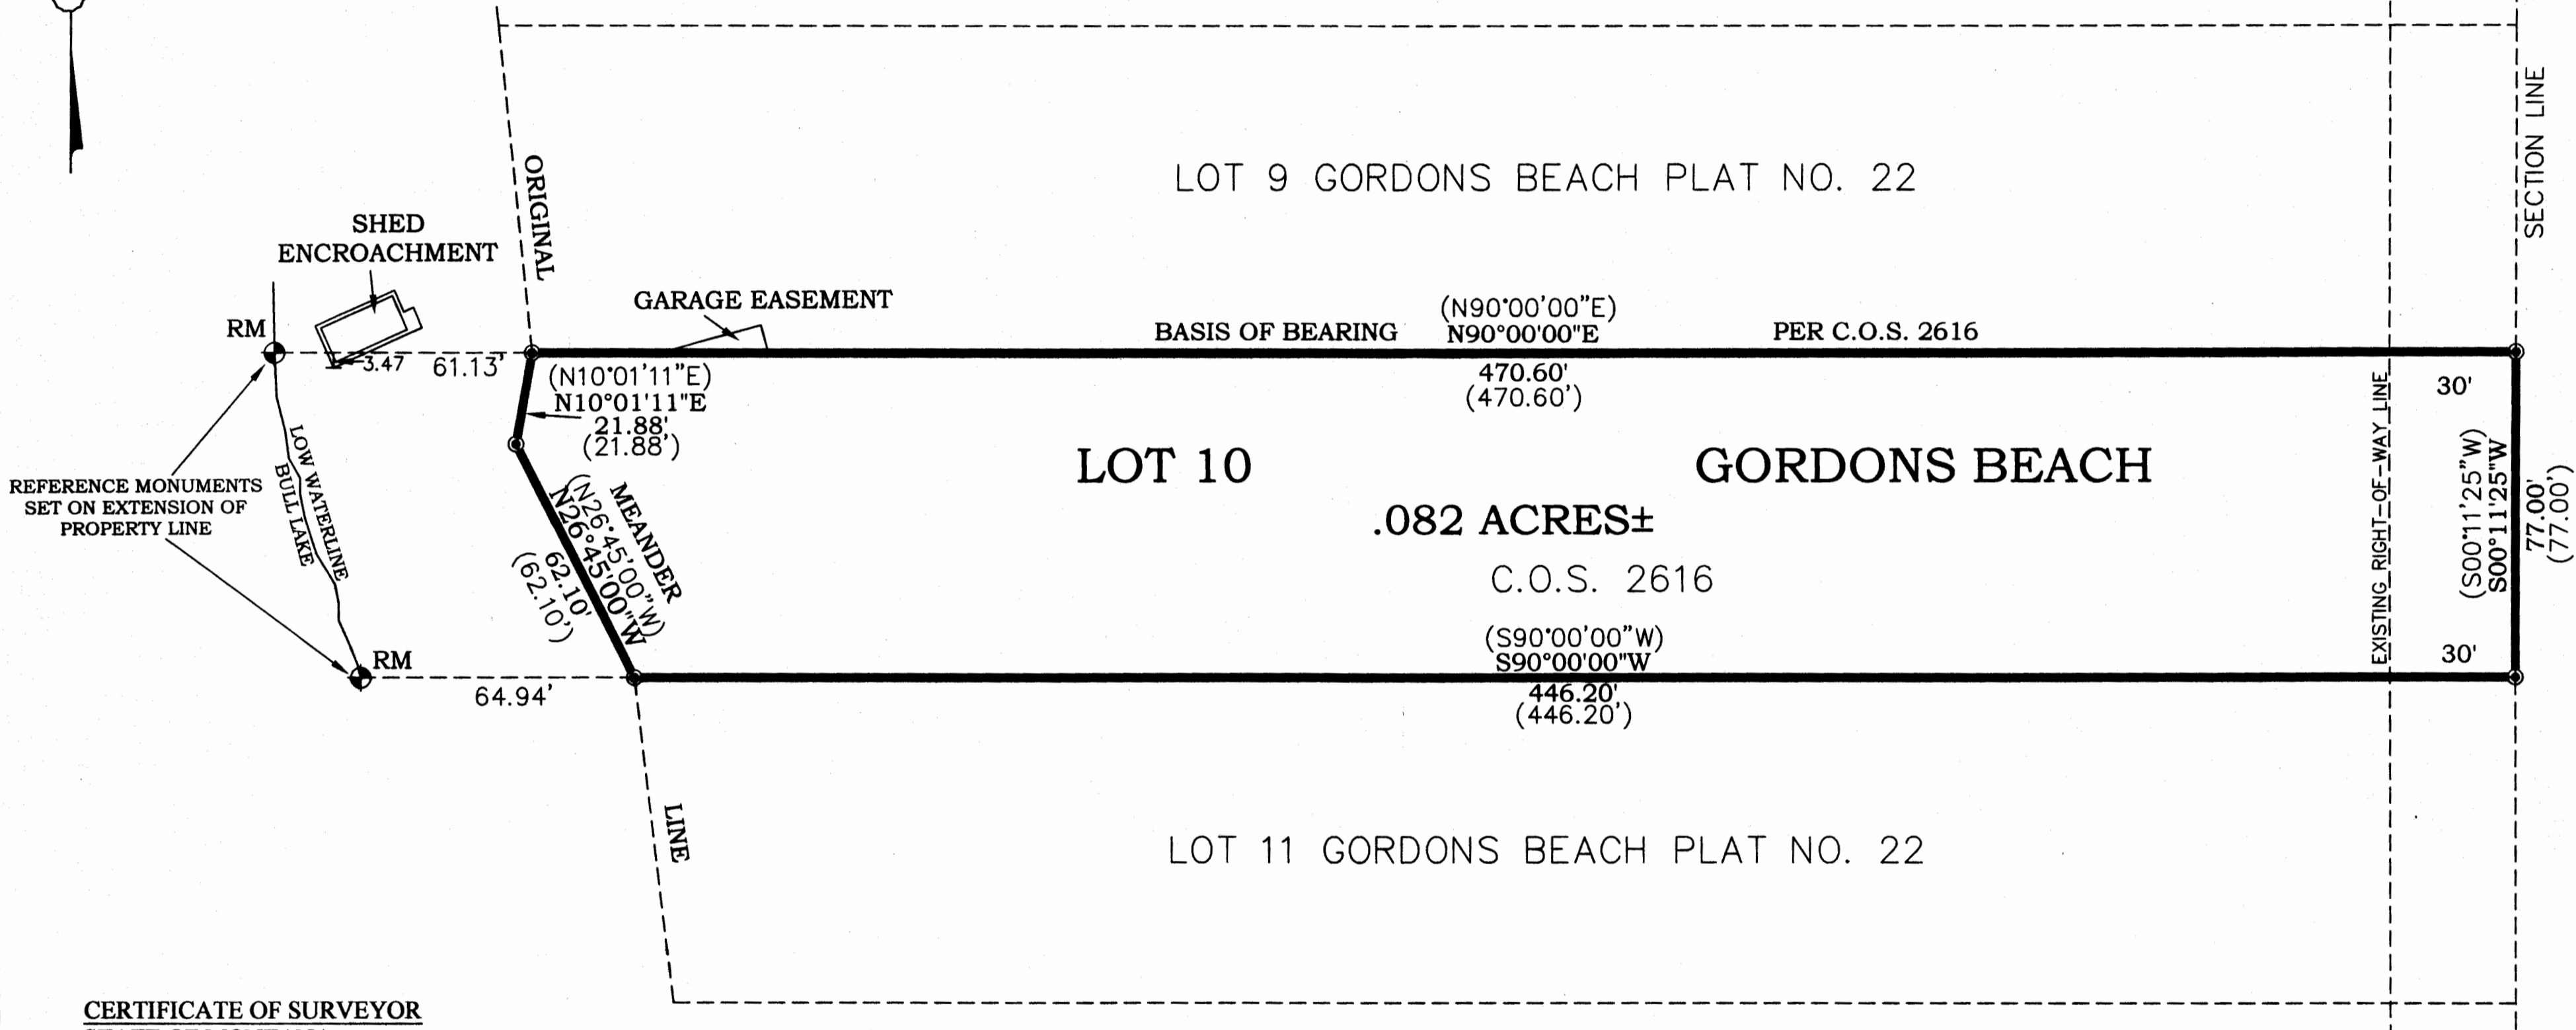 SECTION LINE
LOT 9 GORDONS BEACH PLAT NO. 22
ORIGINAL
SHED
ENCROACHMENT
GARAGE EASEMENT
RM
3.47
61.13'
BASIS OF BEARING
(N90°00'00"E)
N90°00'00"E
PER C.O.S. 2616
470.60'
(470.60')
(N10°01'11"E)
N10°01'11"E
21.88'
(21.88')
30'
EXISTING RIGHT-OF-WAY LINE
LOT 10
GORDONS BEACH
.082 ACRES±
C.O.S. 2616
(S00°11'25"W)
S00°11'25"W
77.00'
(77.00')
REFERENCE MONUMENTS
SET ON EXTENSION OF
PROPERTY LINE
LOW WATERLINE
BULL LAKE
MEANDER
(N26°45'00"W)
N26°45'00"W
62.10'
(62.10')
RM
64.94'
(S90°00'00"W)
S90°00'00"W
446.20'
(446.20')
30'
LINE
LOT 11 GORDONS BEACH PLAT NO. 22
CERTIFICATE OF SURVEYOR